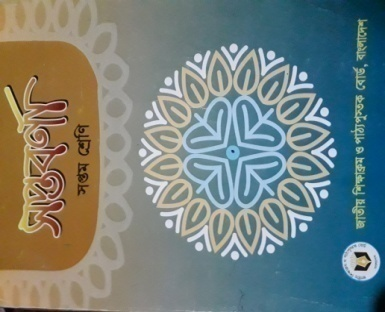 সপ্তবর্ণা
সপ্তম শ্রেণি
জাতীয় শিক্ষাক্রম ও পাঠ্যপুস্তক বোর্ড, বাংলাদেশ